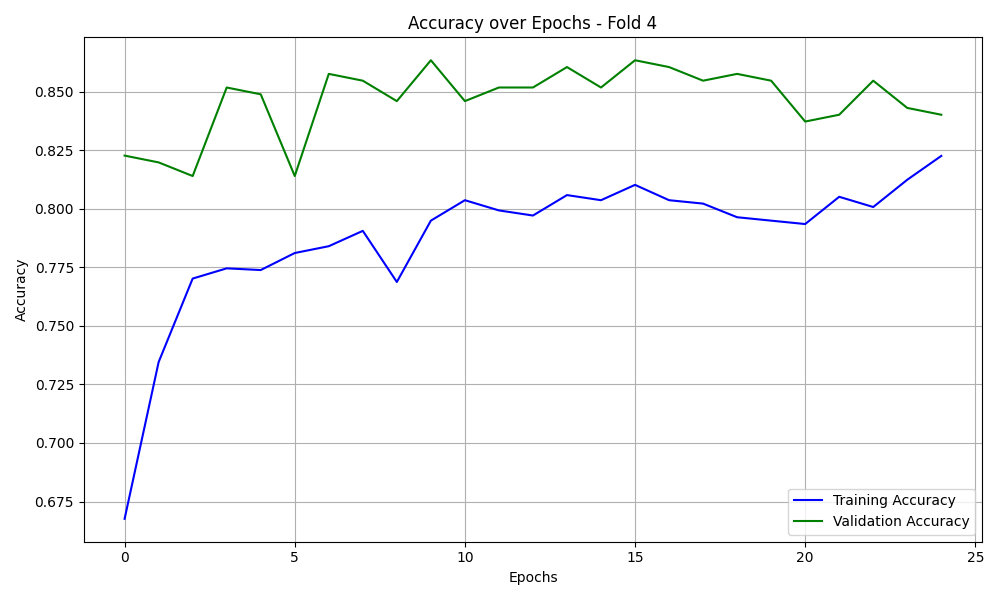 Accuracy over Epochs - Fold 4
Accuracy
0.850
0.825
0.800
0.775
0.750
0.725
0.700
0.675
0 5 10 15 20 25
Epochs
Training Accuracy
Validation Accuracy